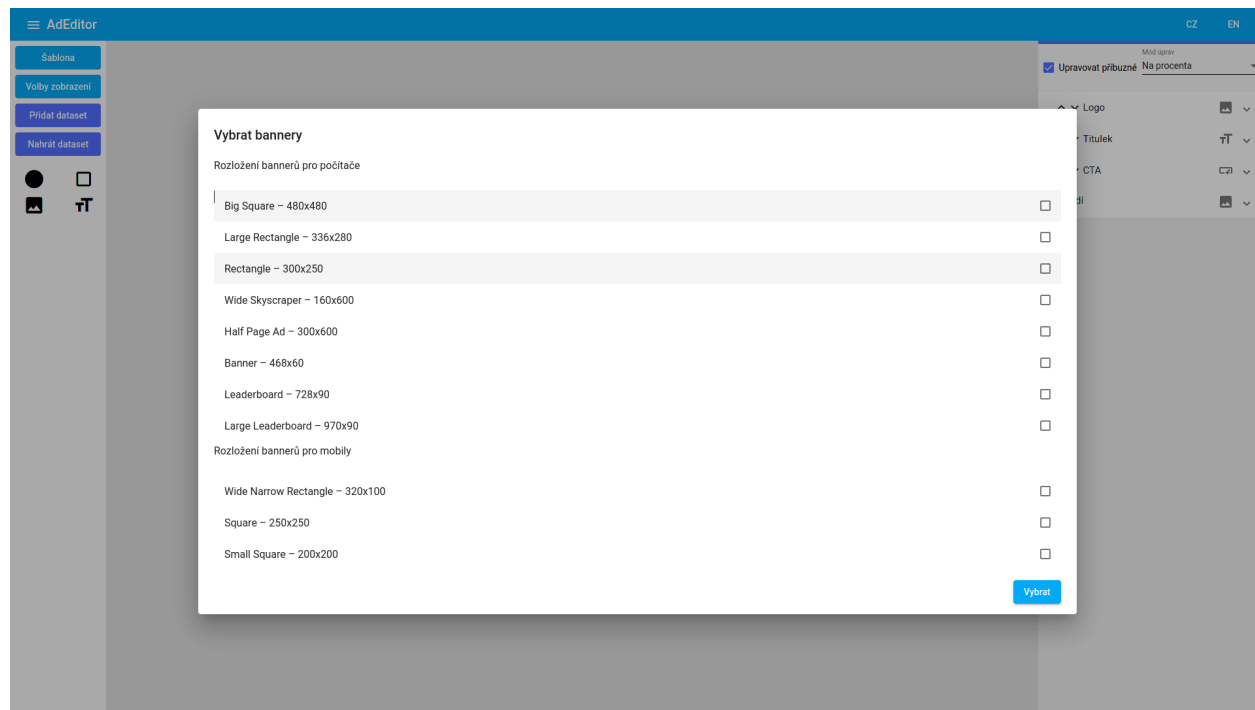 AdEditor
CZ EN
Šablona
Volby zobrazení
Přidat dataset
Nahrát dataset
Mód úprav
Upravovat příbuzné Na procenta
Logo
Titulek
CTA
Vybrat bannery
Rozložení bannerů pro počítače
Big Square – 480x480
Large Rectangle – 336x280
Rectangle – 300x250
Wide Skyscraper – 160x600
Half Page Ad – 300x600
Banner – 468x60
Leaderboard – 728x90
Large Leaderboard – 970x90
Rozložení bannerů pro mobily
Wide Narrow Rectangle – 320x100
Square – 250x250
Small Square – 200x200
Vybrat